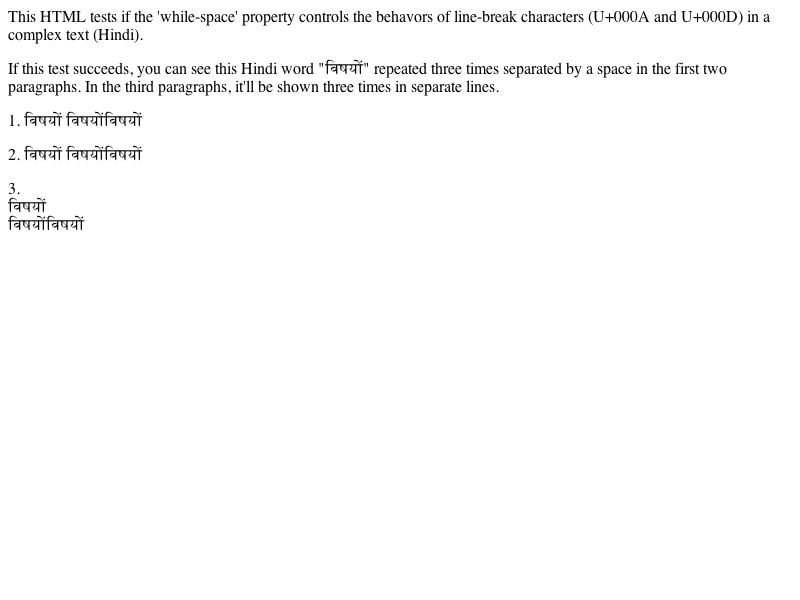 This HTML tests if the 'while-space' property controls the behavors of line-break characters (U+000A and U+000D) in a
complex text (Hindi).
If this test succeeds, you can see this Hindi word "विषयों" repeated three times separated by a space in the first two
paragraphs. In the third paragraphs, it'll be shown three times in separate lines.
1. विषयों विषयोंविषयों
2. विषयों विषयोंविषयों
3.
विषयों
विषयोंविषयों